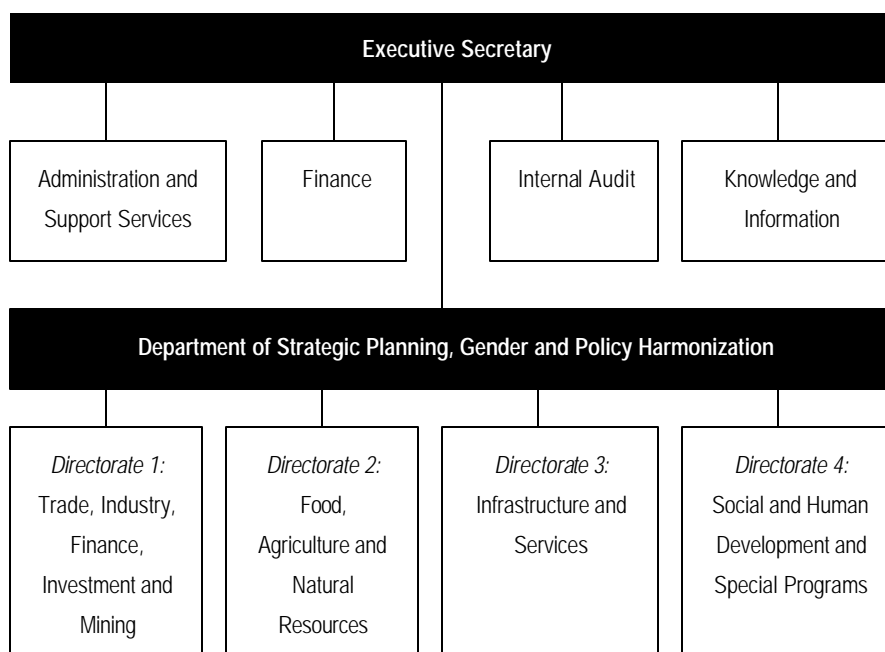 Executive Secretary
Administration and
Support Services
Finance
Internal Audit
Knowledge and
Information
Department of Strategic Planning, Gender and Policy Harmonization
Directorate 1:
Trade, Industry,
Finance,
Investment and
Mining
Directorate 2:
Food,
Agriculture and
Natural
Resources
Directorate 3:
Infrastructure and
Services
Directorate 4:
Social and Human
Development and
Special Programs